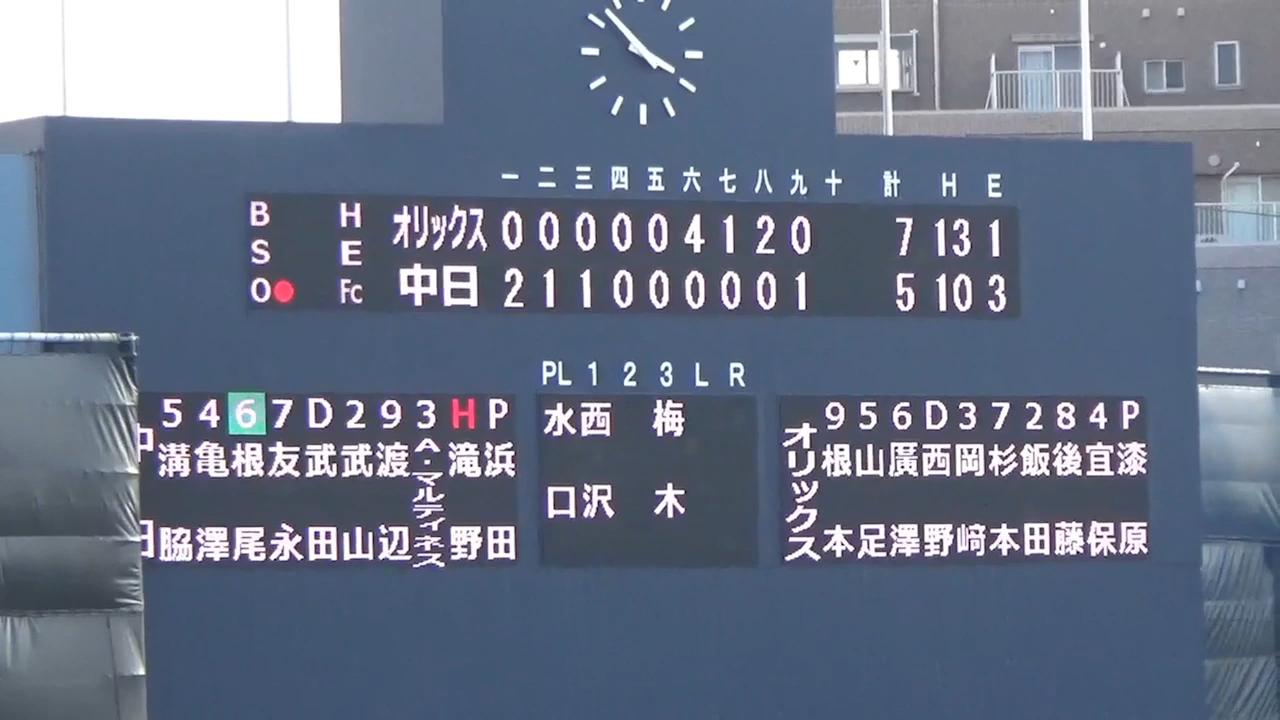 一 二 三 四 五 六 七 八 九 十 計 H E
B H オリックス 0 0 0 0 0 4 1 2 0 7 13 1
S E
O Fc 中日 2 1 1 0 0 0 0 0 1 5 10 3
PL 1 2 3 L R
中日
5 4 6 7 D 2 9 3 H P
溝脇 亀澤 根尾 友永 武田 武山 渡辺 A・マルティネス 滝野 浜田
水口 西沢 梅木
オリックス
9 5 6 D 3 7 2 8 4 P
根本 山足 廣澤 西野 岡﨑 杉本 飯田 後藤 宜保 漆原